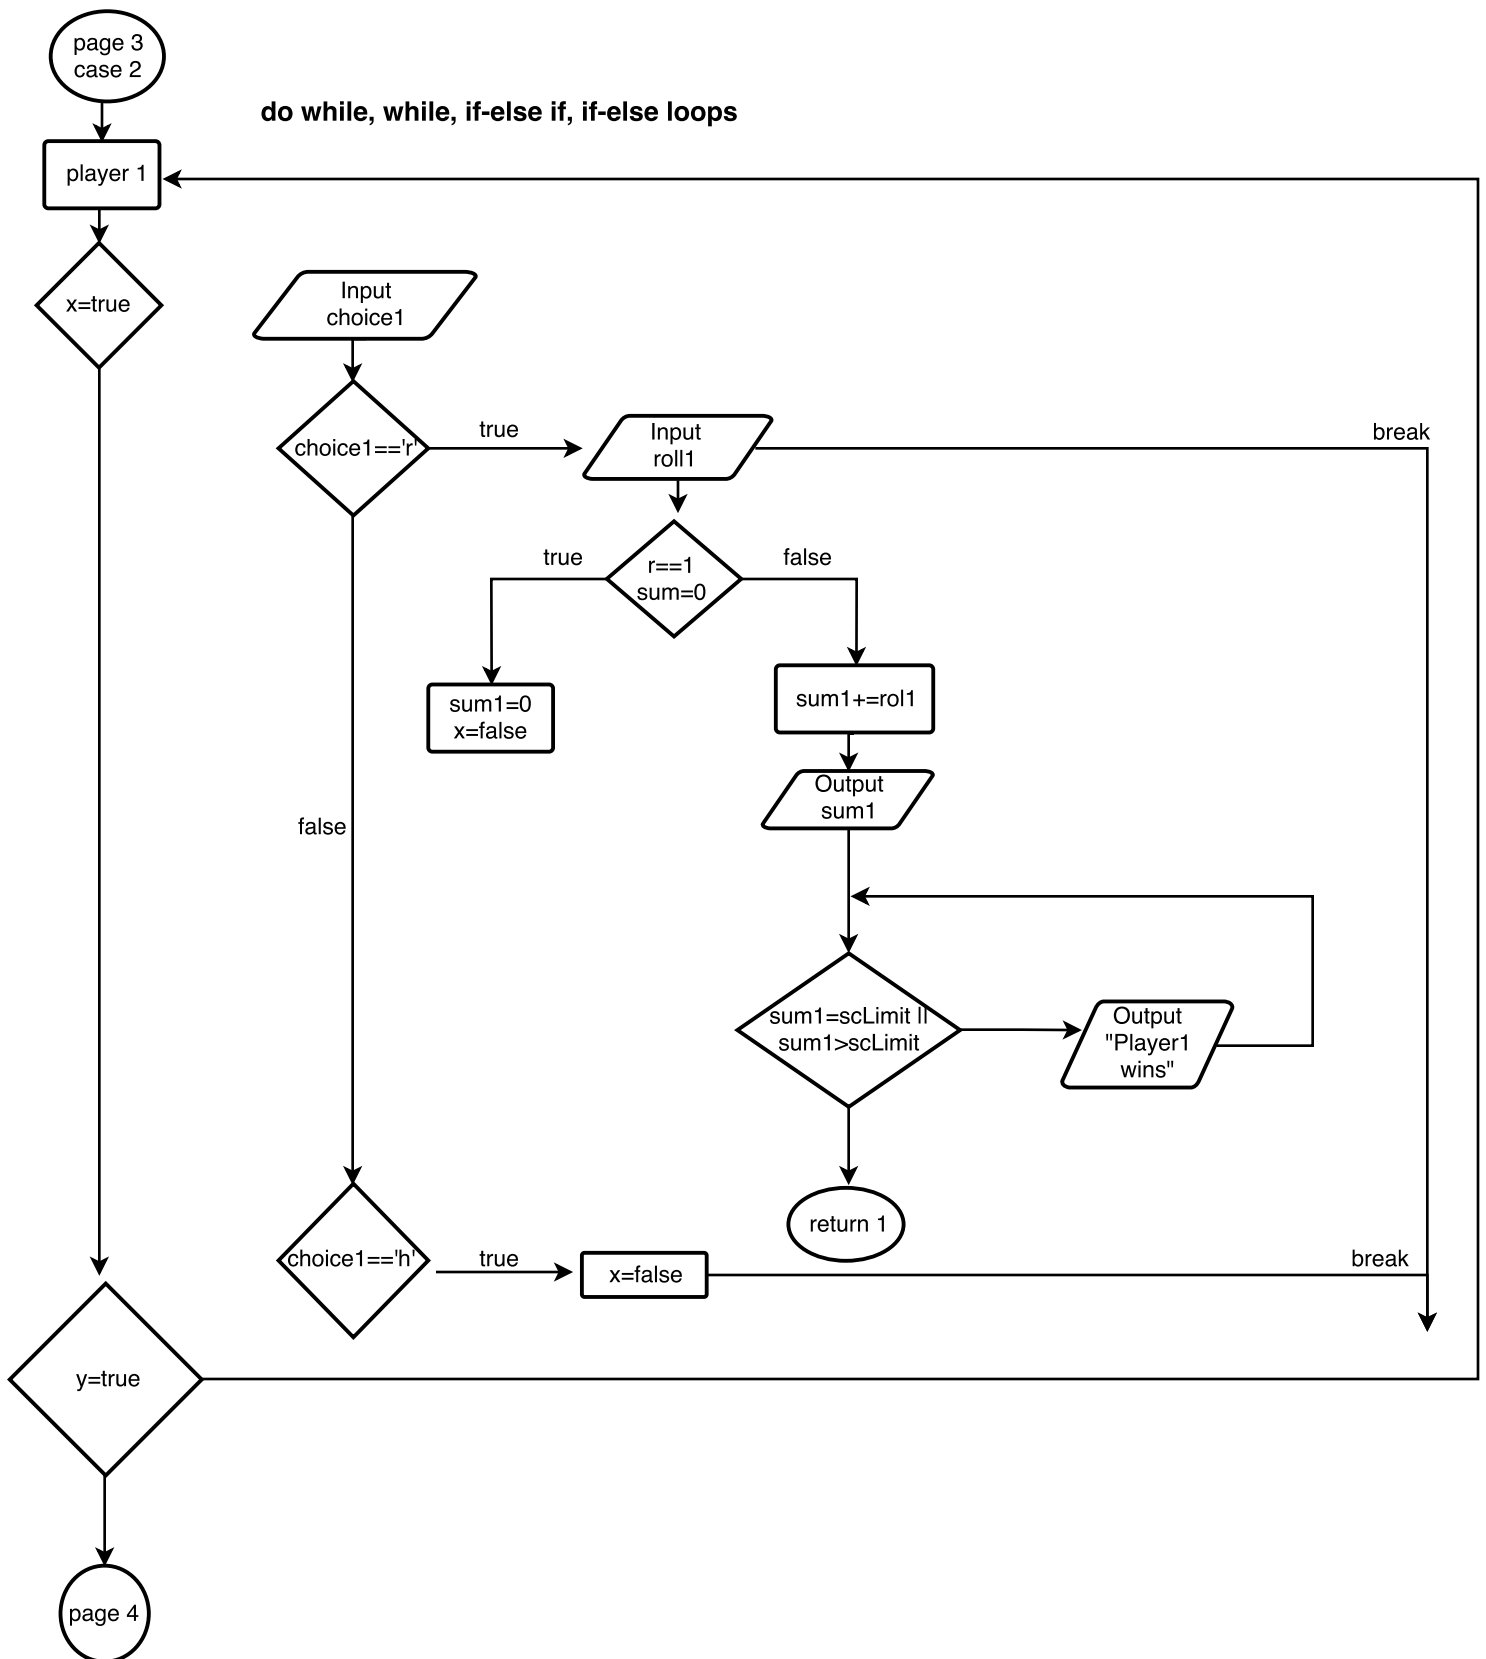 page 3
case 2
do while, while, if-else if, if-else loops
player 1
x=true
Input
choice1
choice1=='r'
true
Input
roll1
break
true
r==1
sum=0
false
sum1=0
x=false
sum1+=rol1
Output
sum1
false
sum1=scLimit ||
sum1>scLimit
Output
"Player1
wins"
return 1
choice1=='h'
true
x=false
break
y=true
page 4